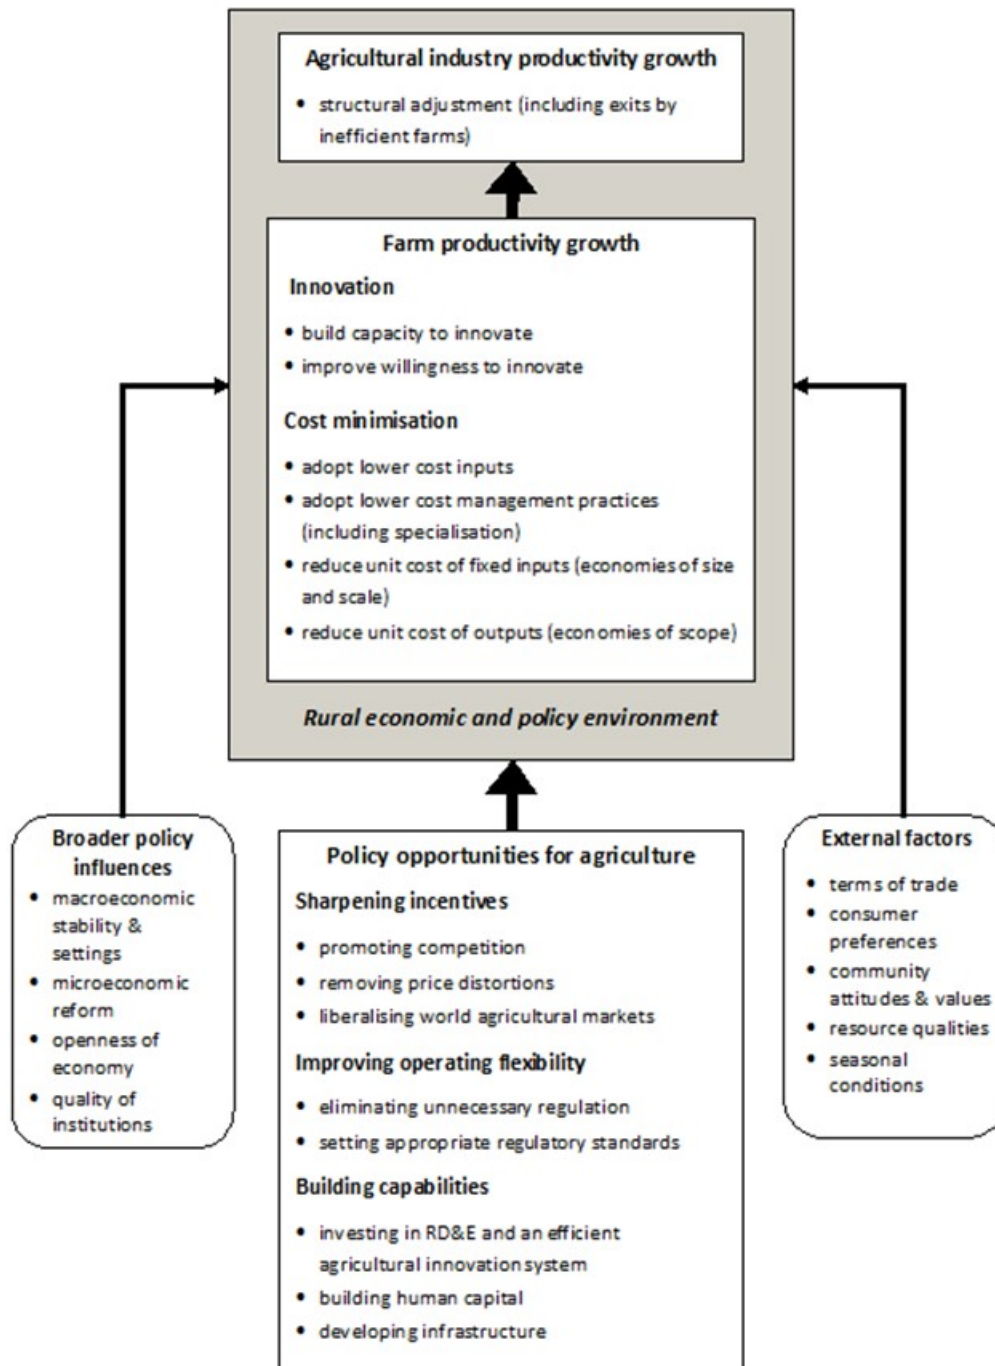 Agricultural industry productivity growth
• structural adjustment (including exits by
inefficient farms)
Farm productivity growth
Innovation
• build capacity to innovate
• improve willingness to innovate
Cost minimisation
• adopt lower cost inputs
• adopt lower cost management practices
(including specialisation)
• reduce unit cost of fixed inputs (economies of size
and scale)
• reduce unit cost of outputs (economies of scope)
Rural economic and policy environment
Broader policy
influences
• macroeconomic
stability &
settings
• microeconomic
reform
• openness of
economy
• quality of
institutions
Policy opportunities for agriculture
Sharpening incentives
• promoting competition
• removing price distortions
• liberalising world agricultural markets
Improving operating flexibility
• eliminating unnecessary regulation
• setting appropriate regulatory standards
Building capabilities
• investing in RD&E and an efficient
agricultural innovation system
• building human capital
• developing infrastructure
External factors
• terms of trade
• consumer
preferences
• community
attitudes & values
• resource qualities
• seasonal
conditions